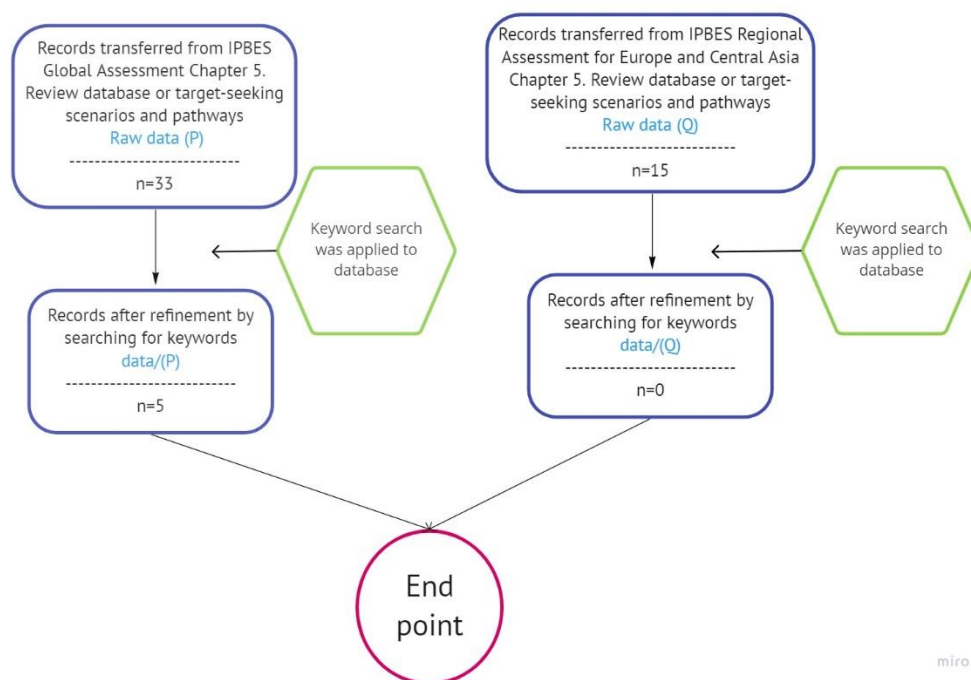 Records transferred from IPBES
Global Assessment Chapter 5.
Review database or target-seeking
scenarios and pathways
Raw data (P)
---------------------------
n=33
Records transferred from IPBES Regional
Assessment for Europe and Central Asia
Chapter 5. Review database or target-
seeking scenarios and pathways
Raw data (Q)
---------------------------
n=15
Keyword search
was applied to
database
Keyword search
was applied to
database
Records after refinement by
searching for keywords
data/(P)
---------------------------
n=5
Records after refinement by
searching for keywords
data/(Q)
---------------------------
n=0
End
point
miro